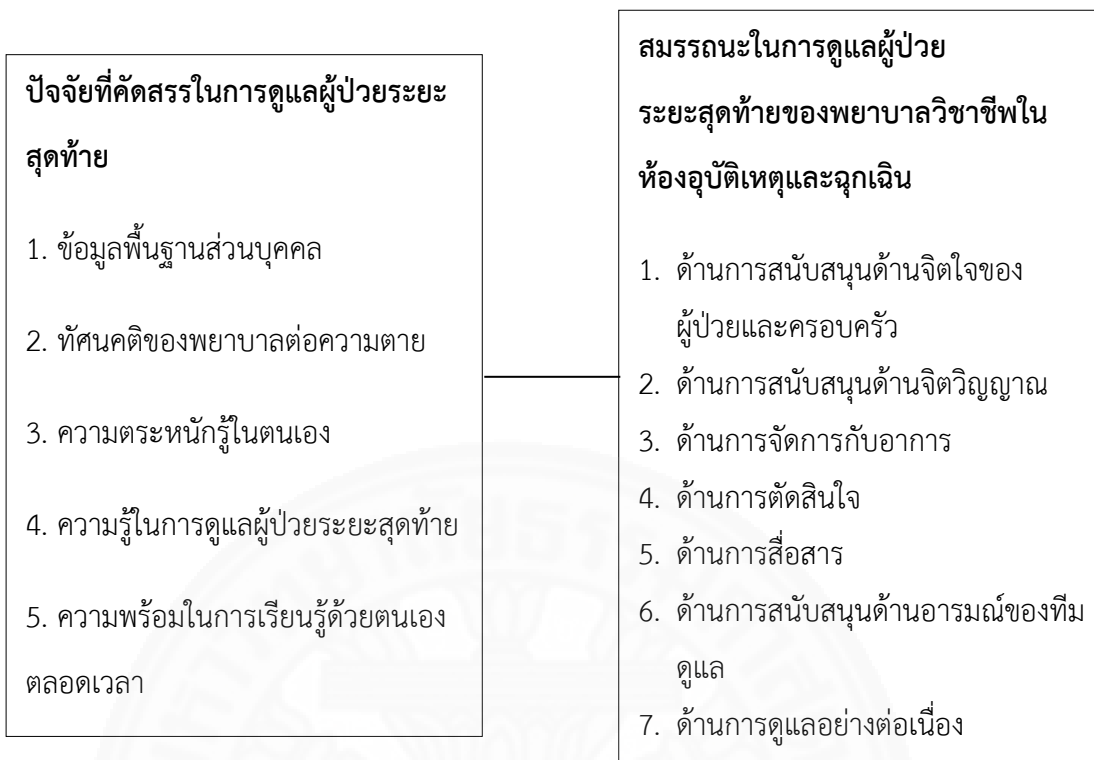 ปัจจัยที่คัดสรรในการดูแลผู้ป่วยระยะ
สุดท้าย
1. ข้อมูลพื้นฐานส่วนบุคคล
2. ทัศนคติของพยาบาลต่อความตาย
3. ความตระหนักรู้ในตนเอง
4. ความรู้ในการดูแลผู้ป่วยระยะสุดท้าย
5. ความพร้อมในการเรียนรู้ด้วยตนเอง
ตลอดเวลา
สมรรถนะในการดูแลผู้ป่วย
ระยะสุดท้ายของพยาบาลวิชาชีพใน
ห้องอุบัติเหตุและฉุกเฉิน
1. ด้านการสนับสนุนด้านจิตใจของ
ผู้ป่วยและครอบครัว
2. ด้านการสนับสนุนด้านจิตวิญญาณ
3. ด้านการจัดการกับอาการ
4. ด้านการตัดสินใจ
5. ด้านการสื่อสาร
6. ด้านการสนับสนุนด้านอารมณ์ของทีม
ดูแล
7. ด้านการดูแลอย่างต่อเนื่อง